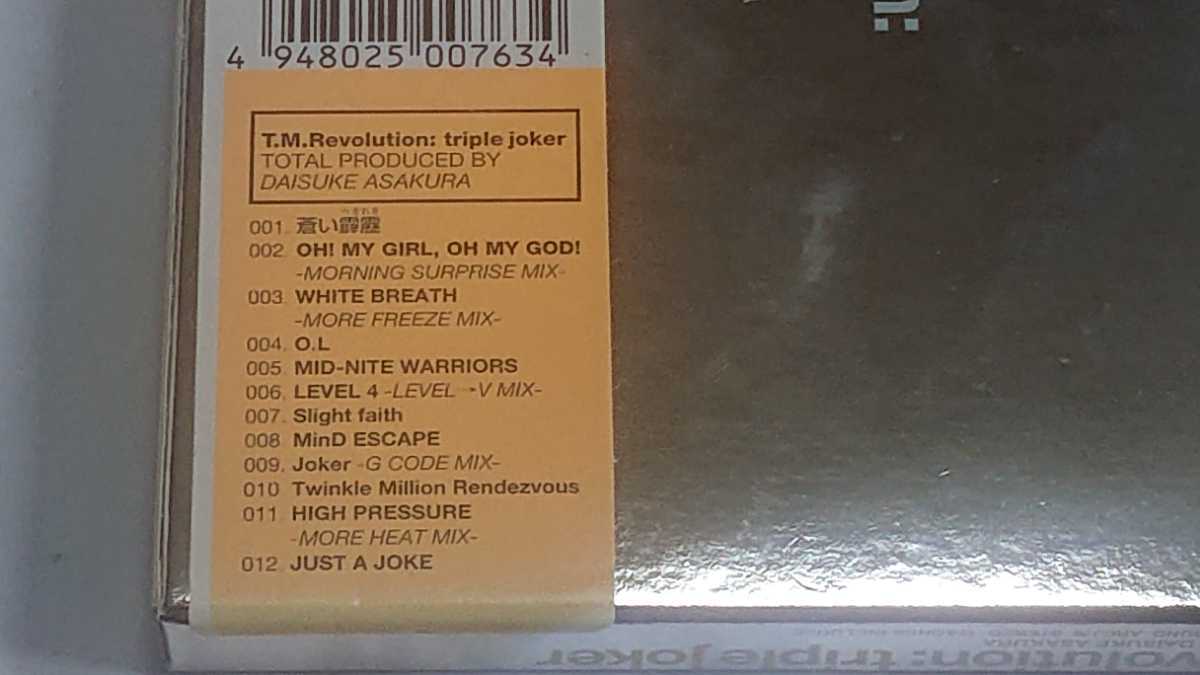 4 948025 007634
T.M.Revolution: triple joker
TOTAL PRODUCED BY
DAISUKE ASAKURA
001. 蒼い霹靂
002. OH! MY GIRL, OH MY GOD!
-MORNING SURPRISE MIX-
003. WHITE BREATH
-MORE FREEZE MIX-
004. O.L
005. MID-NITE WARRIORS
006. LEVEL 4 -LEVEL→V MIX-
007. Slight faith
008. MinD ESCAPE
009. Joker -G CODE MIX-
010 Twinkle Million Rendezvous
011. HIGH PRESSURE
-MORE HEAT MIX-
012. JUST A JOKE
DAISUKE ASAKURA
volution: triple joker